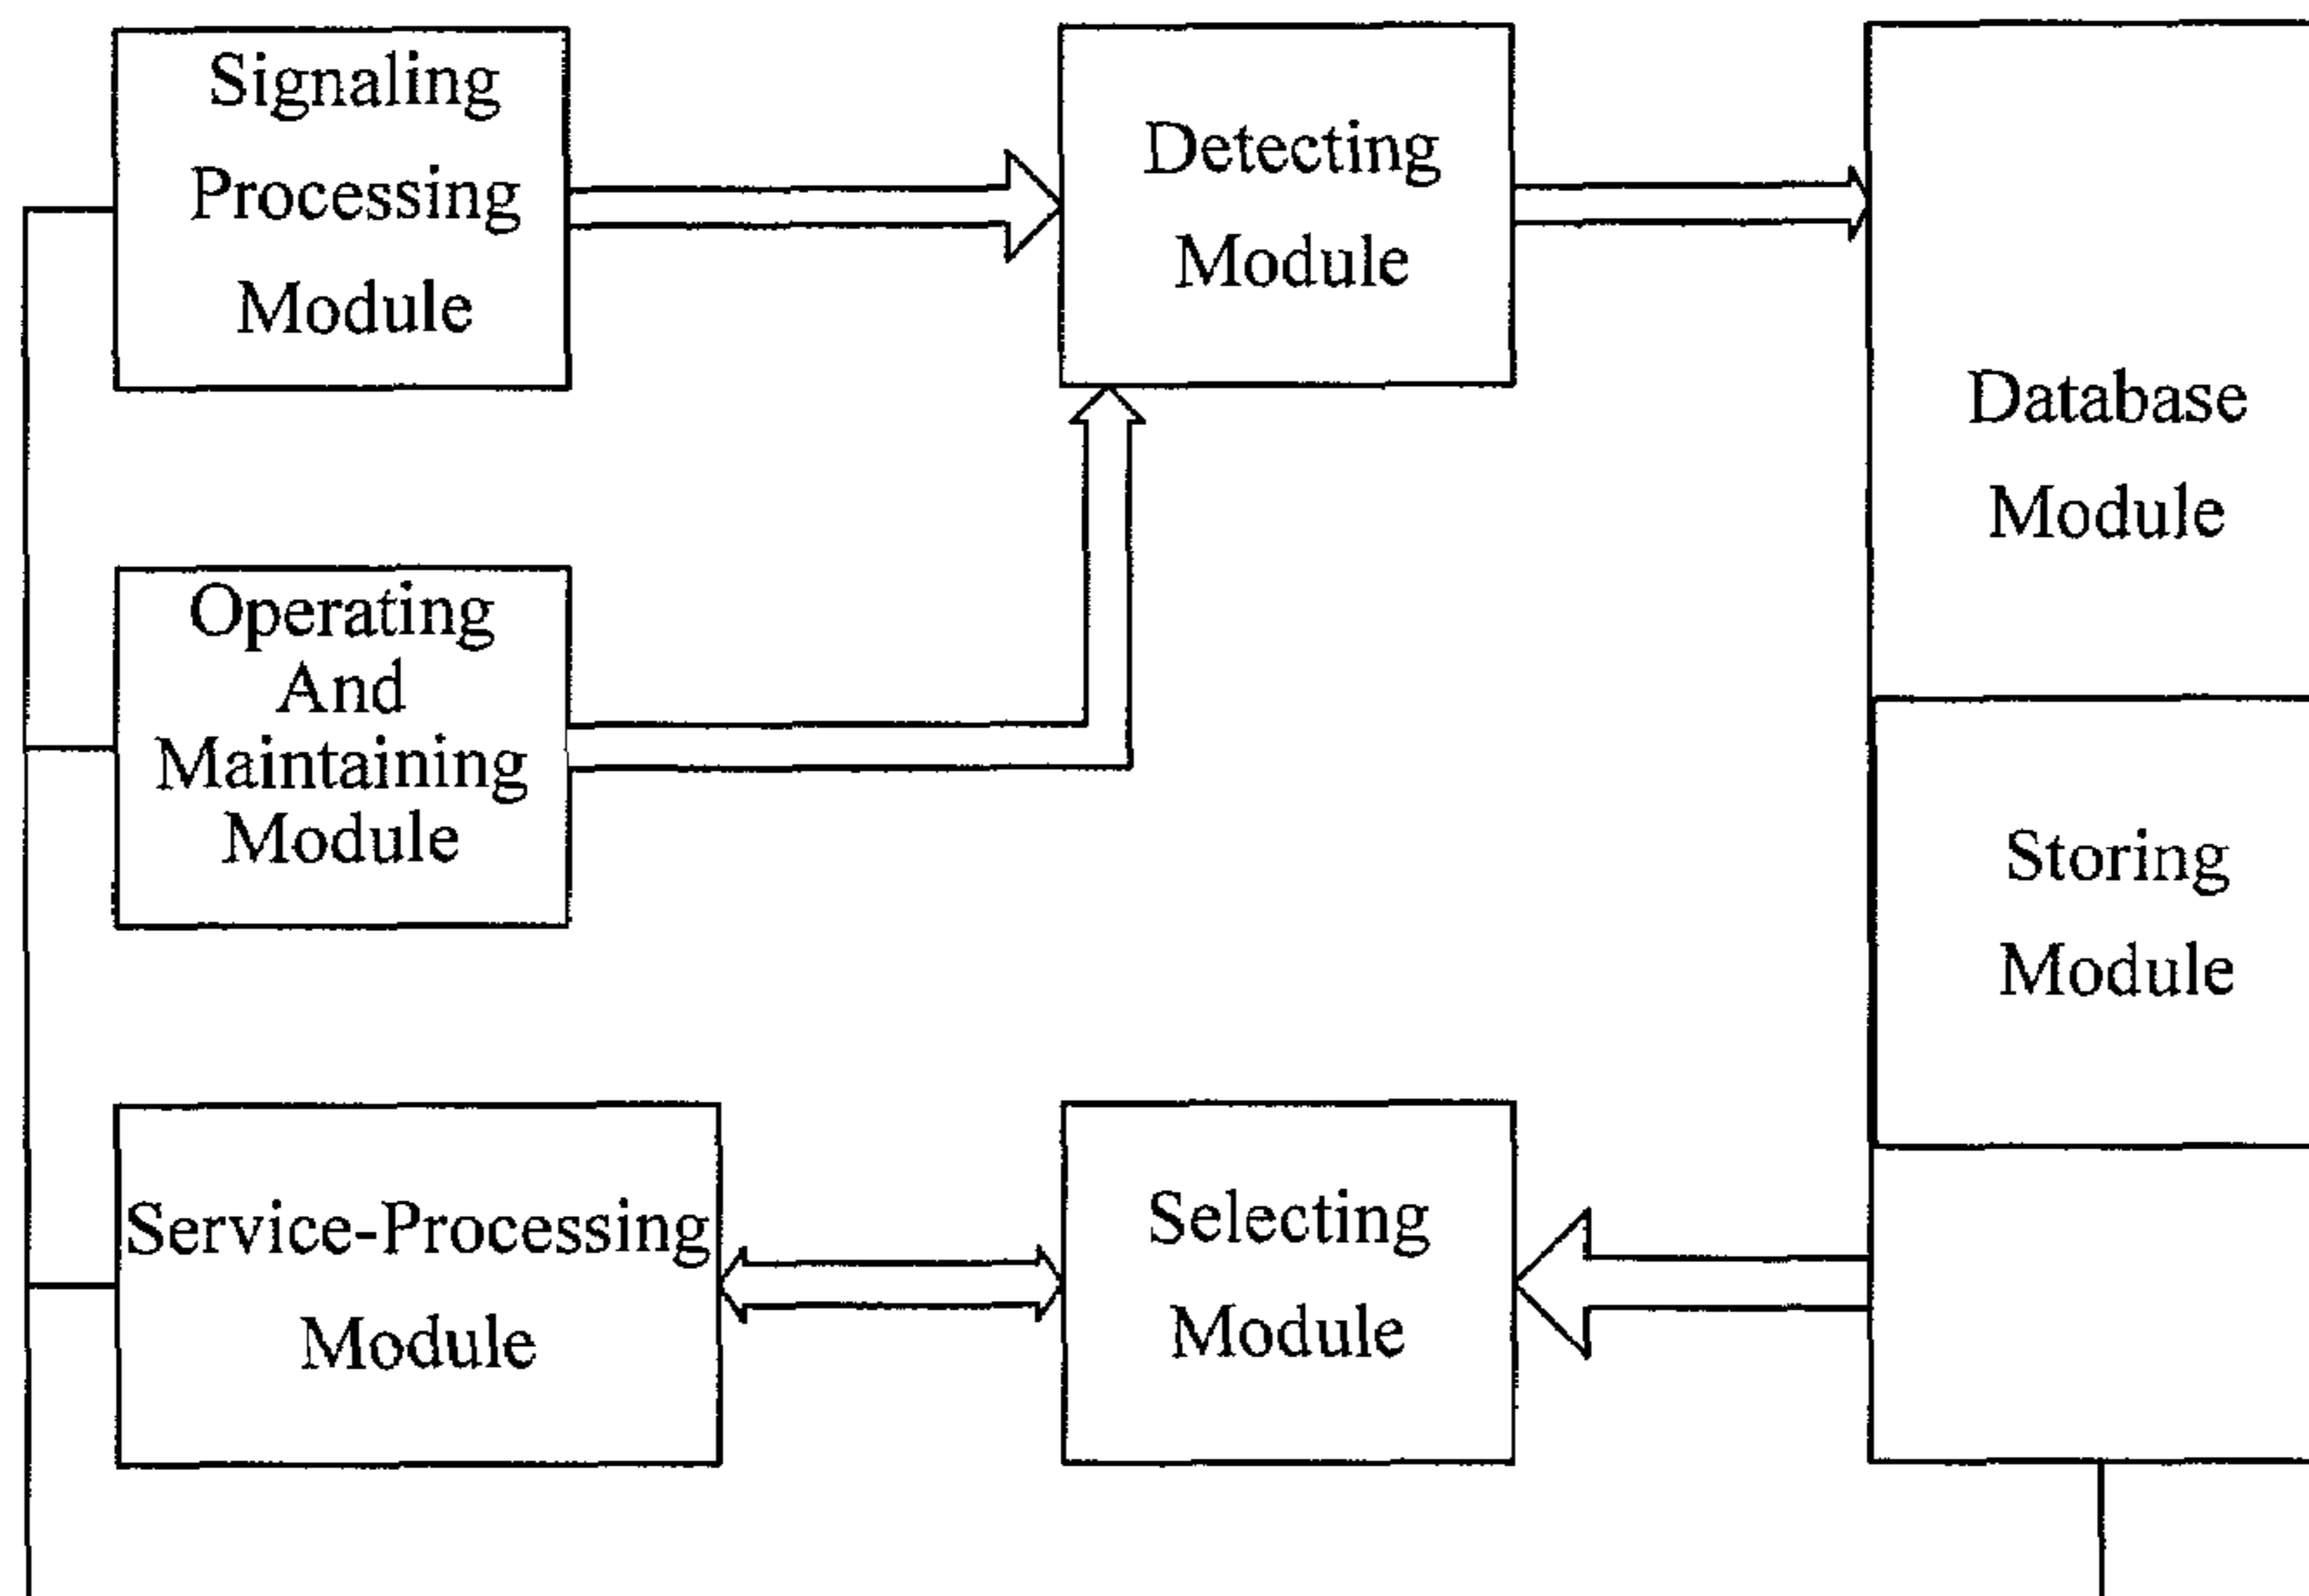 Signaling
Processing
Module
Detecting
Module
Database
Module
Operating
And
Maintaining
Module
Storing
Module
Service-Processing
Module
Selecting
Module